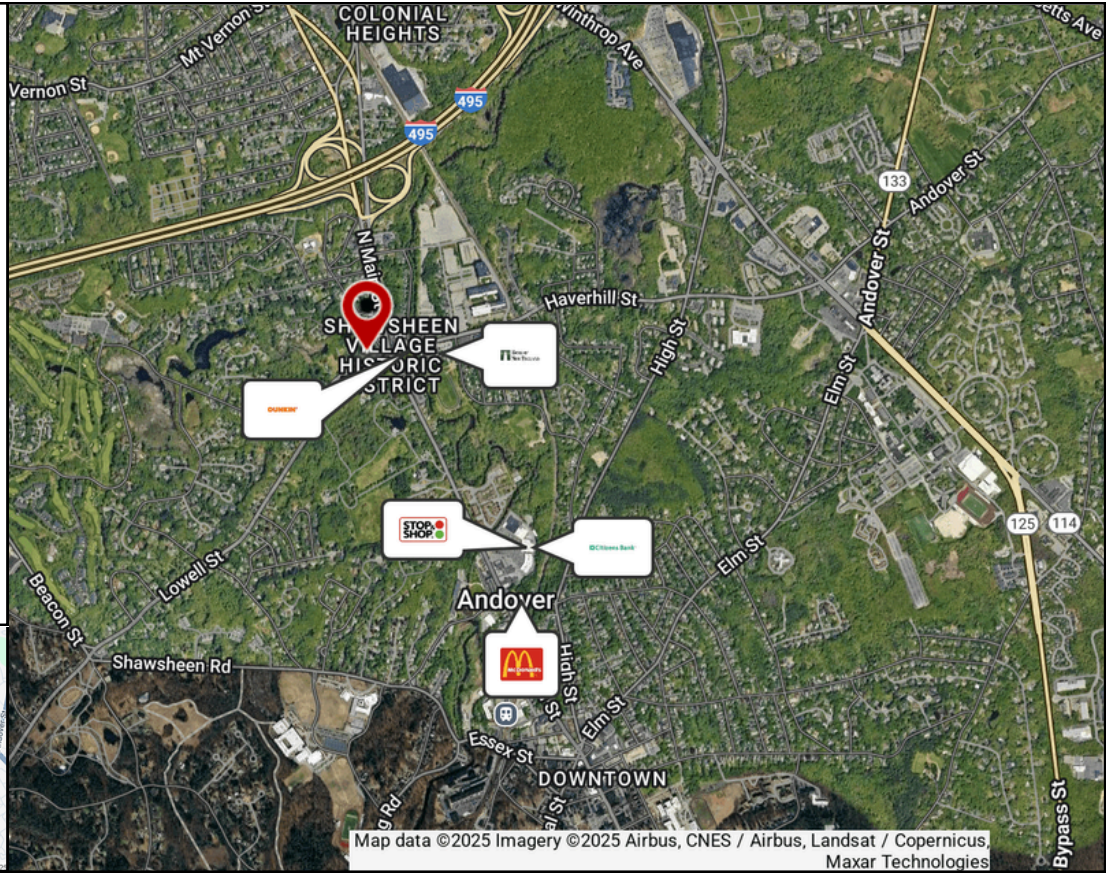 COLONIAL
HEIGHTS
Winthrop Ave
Mt Vernon St
Vernon St
495
495
133
Andover St
N Main
Andover St
Haverhill St
SHAWSHEEN
VILLAGE
HISTORIC
DISTRICT
High St
Elm St
DUNKIN'
STOP&
SHOP
Citizens Bank
125
114
Elm St
Lowell St
Beacon St
Andover
McDonald's
Shawsheen Rd
High St
St
Elm St
Essex St
DOWNTOWN
Bypass St
Map data ©2025 Imagery ©2025 Airbus, CNES / Airbus, Landsat / Copernicus,
Maxar Technologies